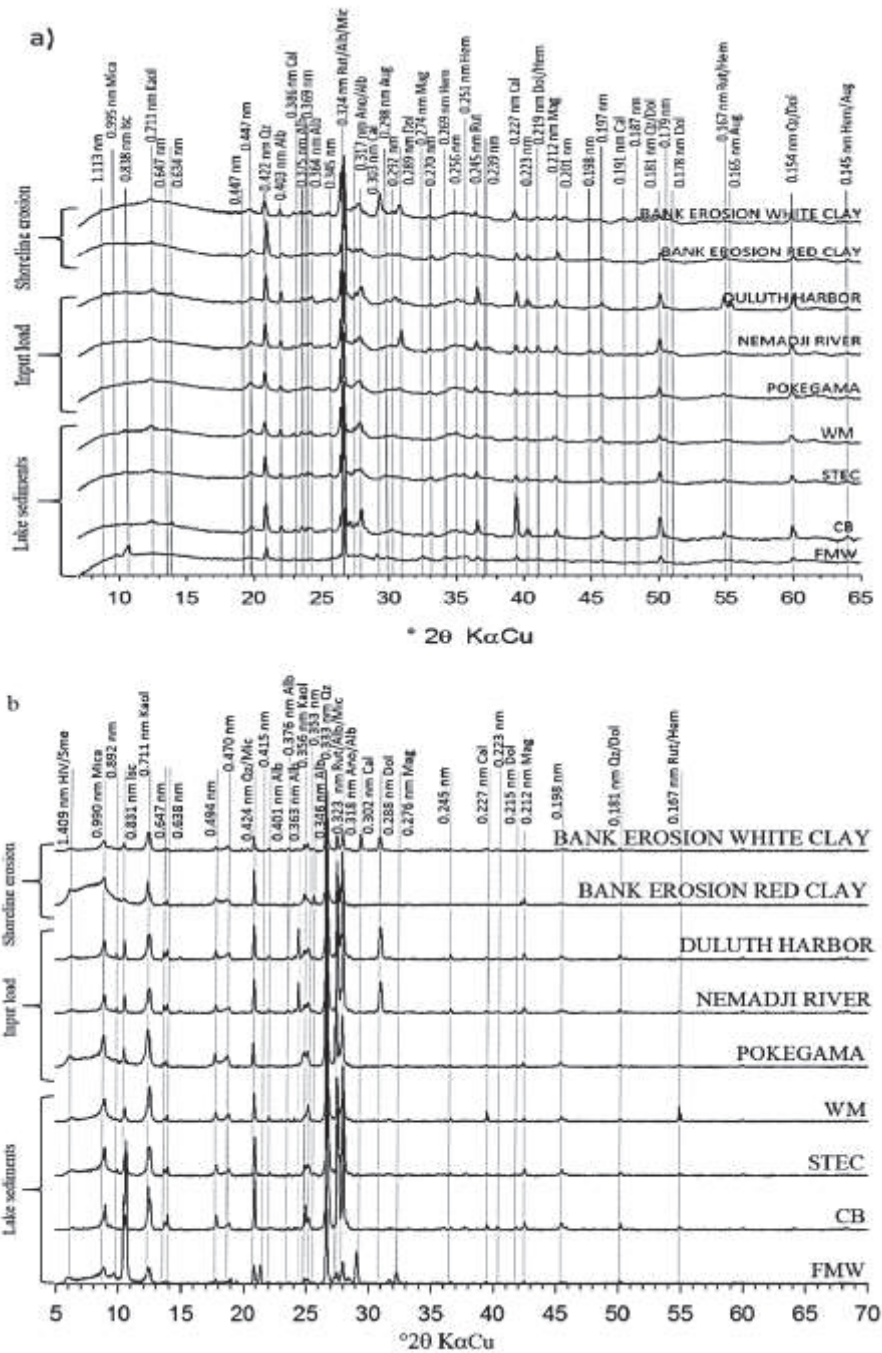 a)
1.113 nm
0.995 nm Mica
0.838 nm Isc
0.711 nm Kaol
0.647 nm
0.634 nm
0.447 nm
0.447 nm
0.422 nm Qz
0.403 nm Alb
0.386 nm Cal
0.375 nm Alb
0.369 nm
0.364 nm Alb
0.345 nm
0.324 nm Rut/Alb/Mic
0.317 nm Ano/Alb
0.303 nm Cal
0.298 nm Aug
0.292 nm
0.289 nm Dol
0.274 nm Mag
0.270 nm
0.269 nm Hem
0.256 nm
0.251 nm Hem
0.245 nm Rut
0.239 nm
0.227 nm Cal
0.223 nm
0.219 nm Dol/Hem
0.212 nm Mag
0.201 nm
0.198 nm
0.197 nm
0.191 nm Cal
0.187 nm
0.181 nm Qz/Dol
0.179 nm
0.178 nm Dol
0.167 nm Rut/Hem
0.165 nm Aug
0.154 nm Qz/Dol
0.145 nm Hem/Aug
Shoreline erosion
Input load
Lake sediments
BANK EROSION WHITE CLAY
BANK EROSION RED CLAY
DULUTH HARBOR
NEMADJI RIVER
POKEGAMA
WM
STEC
CB
FMW
10 15 20 25 30 35 40 45 50 55 60 65
° 2θ KαCu
b
1.409 nm HIV/Sme
0.990 nm Mica
0.892 nm
0.831 nm Isc
0.711 nm Kaol
0.647 nm
0.638 nm
0.494 nm
0.470 nm
0.424 nm Qz/Mic
0.415 nm
0.401 nm Alb
0.376 nm Alb
0.363 nm Alb
0.356 nm Kaol
0.353 nm
0.346 nm Alb
0.333 nm Qz
0.323 nm Rut/Alb/Mic
0.318 nm Ano/Alb
0.302 nm Cal
0.288 nm Dol
0.276 nm Mag
0.245 nm
0.227 nm Cal
0.223 nm
0.215 nm Dol
0.212 nm Mag
0.198 nm
0.181 nm Qz/Dol
0.167 nm Rut/Hem
Shoreline erosion
Input load
Lake sediments
BANK EROSION WHITE CLAY
BANK EROSION RED CLAY
DULUTH HARBOR
NEMADJI RIVER
POKEGAMA
WM
STEC
CB
FMW
5 10 15 20 25 30 35 40 45 50 55 60 65 70
°2θ KαCu